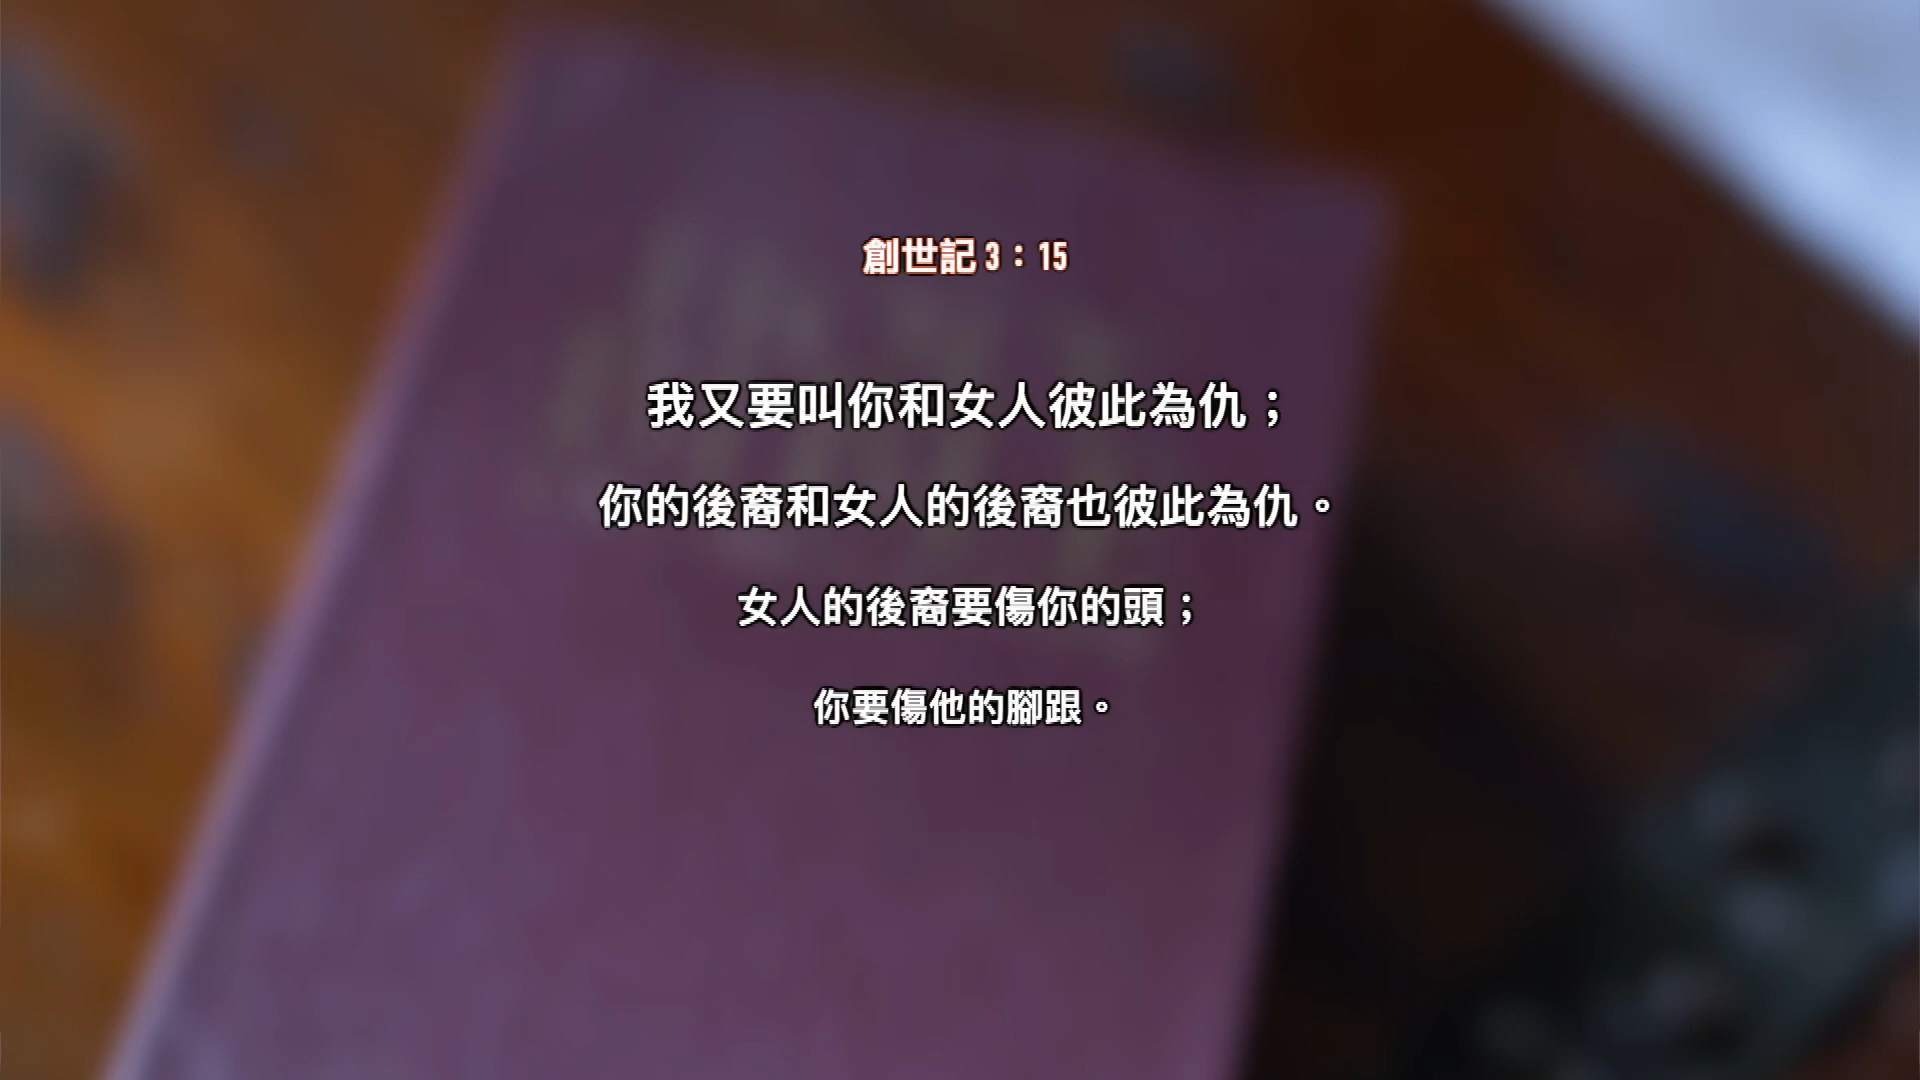 創世記 3：15
我又要叫你和女人彼此為仇；
你的後裔和女人的後裔也彼此為仇。
女人的後裔要傷你的頭；
你要傷他的腳跟。